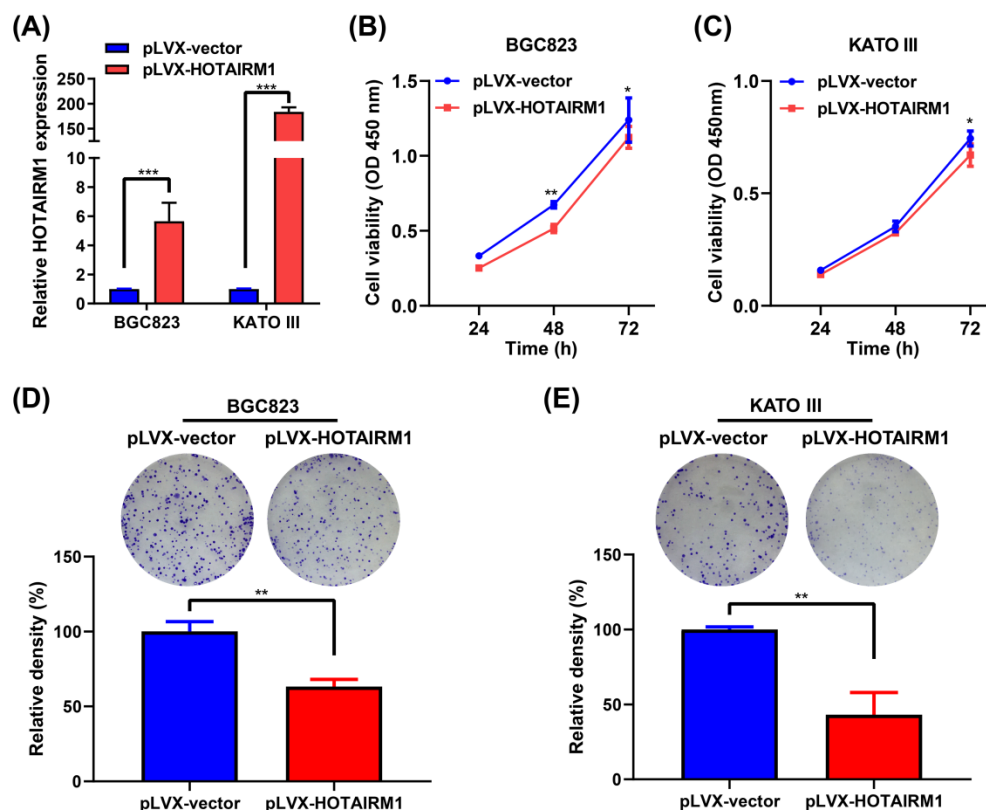 (A)
pLVX-vector
pLVX-HOTAIRM1
Relative HOTAIRM1 expression
250
200
150
100
10
8
6
4
2
0
***
***
BGC823
KATO III
(B)
BGC823
pLVX-vector
pLVX-HOTAIRM1
Cell viability (OD 450 nm)
1.5
1.0
0.5
0.0
**
*
24
48
72
Time (h)
(C)
KATO III
pLVX-vector
pLVX-HOTAIRM1
Cell viability (OD 450nm)
1.0
0.5
0.0
*
24
48
72
Time (h)
(D)
BGC823
pLVX-vector
pLVX-HOTAIRM1
Relative density (%)
150
100
50
0
**
pLVX-vector
pLVX-HOTAIRM1
(E)
KATO III
pLVX-vector
pLVX-HOTAIRM1
Relative density (%)
150
100
50
0
**
pLVX-vector
pLVX-HOTAIRM1